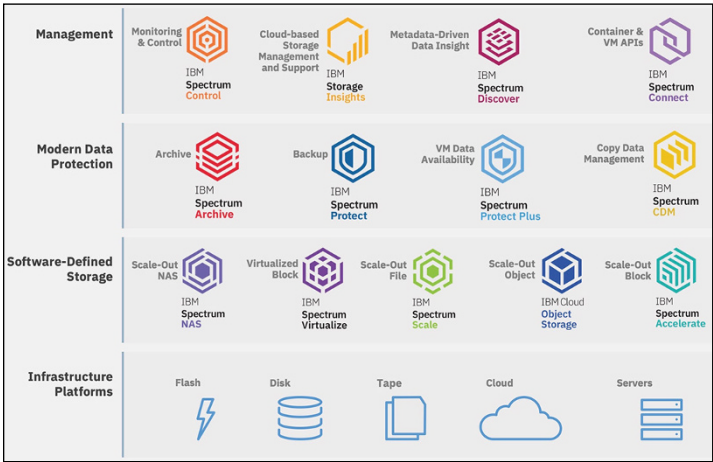 Management
Monitoring
& Control
IBM
Spectrum
Control
Cloud-based
Storage
Management
and Support
IBM
Storage
Insights
Metadata-Driven
Data Insight
IBM
Spectrum
Discover
Container &
VM APIs
IBM
Spectrum
Connect
Modern Data
Protection
Archive
IBM
Spectrum
Archive
Backup
IBM
Spectrum
Protect
VM Data
Availability
IBM
Spectrum
Protect Plus
Copy Data
Management
IBM
Spectrum
CDM
Software-Defined
Storage
Scale-Out
NAS
IBM
Spectrum
NAS
Virtualized
Block
IBM
Spectrum
Virtualize
Scale-Out
File
IBM
Spectrum
Scale
Scale-Out
Object
IBM Cloud
Object
Storage
Scale-Out
Block
IBM
Spectrum
Accelerate
Infrastructure
Platforms
Flash
Disk
Tape
Cloud
Servers